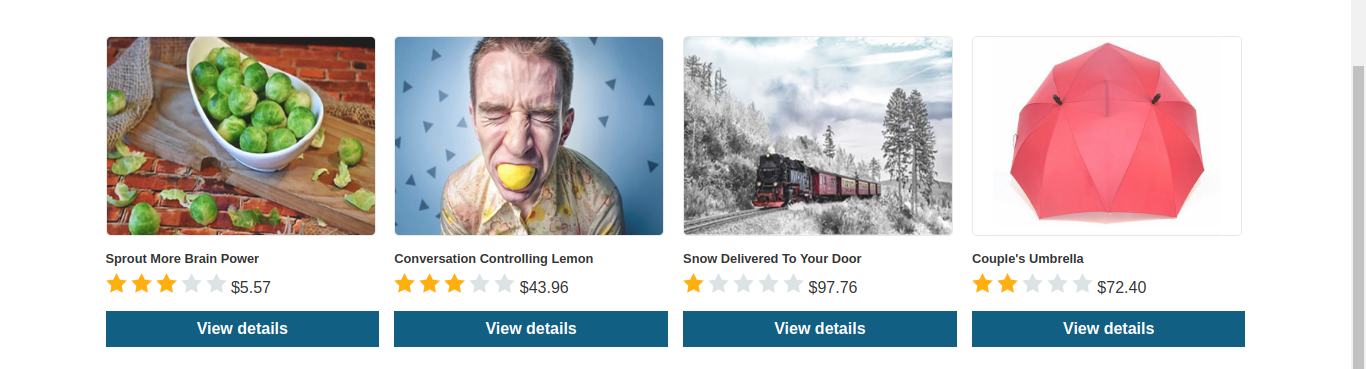 Sprout More Brain Power
$5.57
View details
Conversation Controlling Lemon
$43.96
View details
Snow Delivered To Your Door
$97.76
View details
Couple's Umbrella
$72.40
View details